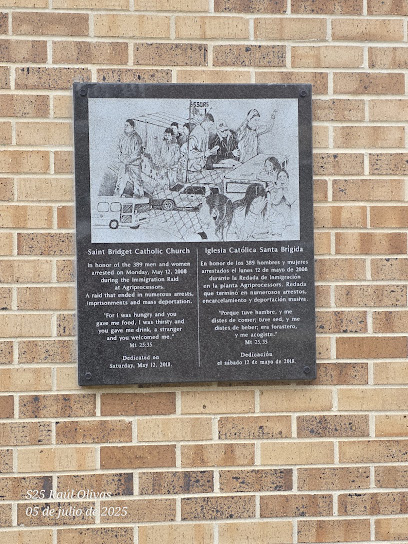 Saint Bridget Catholic Church
In honor of the 389 men and women
arrested on Monday, May 12, 2008
during the Immigration Raid
at Agriprocessors.
A raid that ended in numerous arrests,
imprisonments and mass deportation.
"For I was hungry and you
gave me food, I was thirsty and
you gave me drink, a stranger
and you welcomed me."
Mt 25:35
Dedicated on
Saturday, May 12, 2018.
Iglesia Católica Santa Brígida
En honor de los 389 hombres y mujeres
arrestados el lunes 12 de mayo de 2008
durante la Redada de Inmigración
en la planta Agriprocessors. Redada
que terminó en numerosos arrestos,
encarcelamiento y deportación masiva.
"Porque tuve hambre, y me
distes de comer; tuve sed, y me
distes de beber; era forastero,
y me acogiste."
Mt 25,35
Dedicación
el sábado 12 de mayo de 2018.
S25 Raul Olivas
05 de julio de 2025